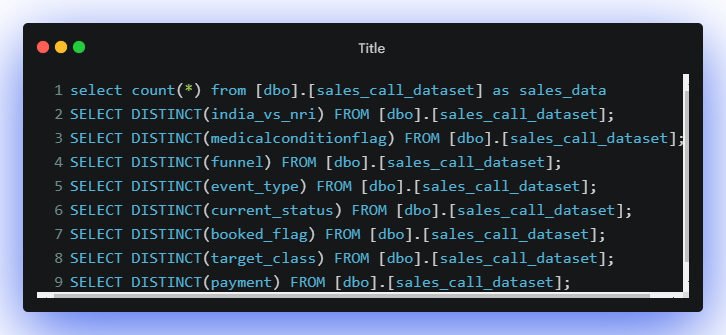 Title
1 select count(*) from [dbo].[sales_call_dataset] as sales_data
2 SELECT DISTINCT(india_vs_nri) FROM [dbo].[sales_call_dataset];
3 SELECT DISTINCT(medicalconditionflag) FROM [dbo].[sales_call_dataset];
4 SELECT DISTINCT(funnel) FROM [dbo].[sales_call_dataset];
5 SELECT DISTINCT(event_type) FROM [dbo].[sales_call_dataset];
6 SELECT DISTINCT(current_status) FROM [dbo].[sales_call_dataset];
7 SELECT DISTINCT(booked_flag) FROM [dbo].[sales_call_dataset];
8 SELECT DISTINCT(target_class) FROM [dbo].[sales_call_dataset];
9 SELECT DISTINCT(payment) FROM [dbo].[sales_call_dataset];